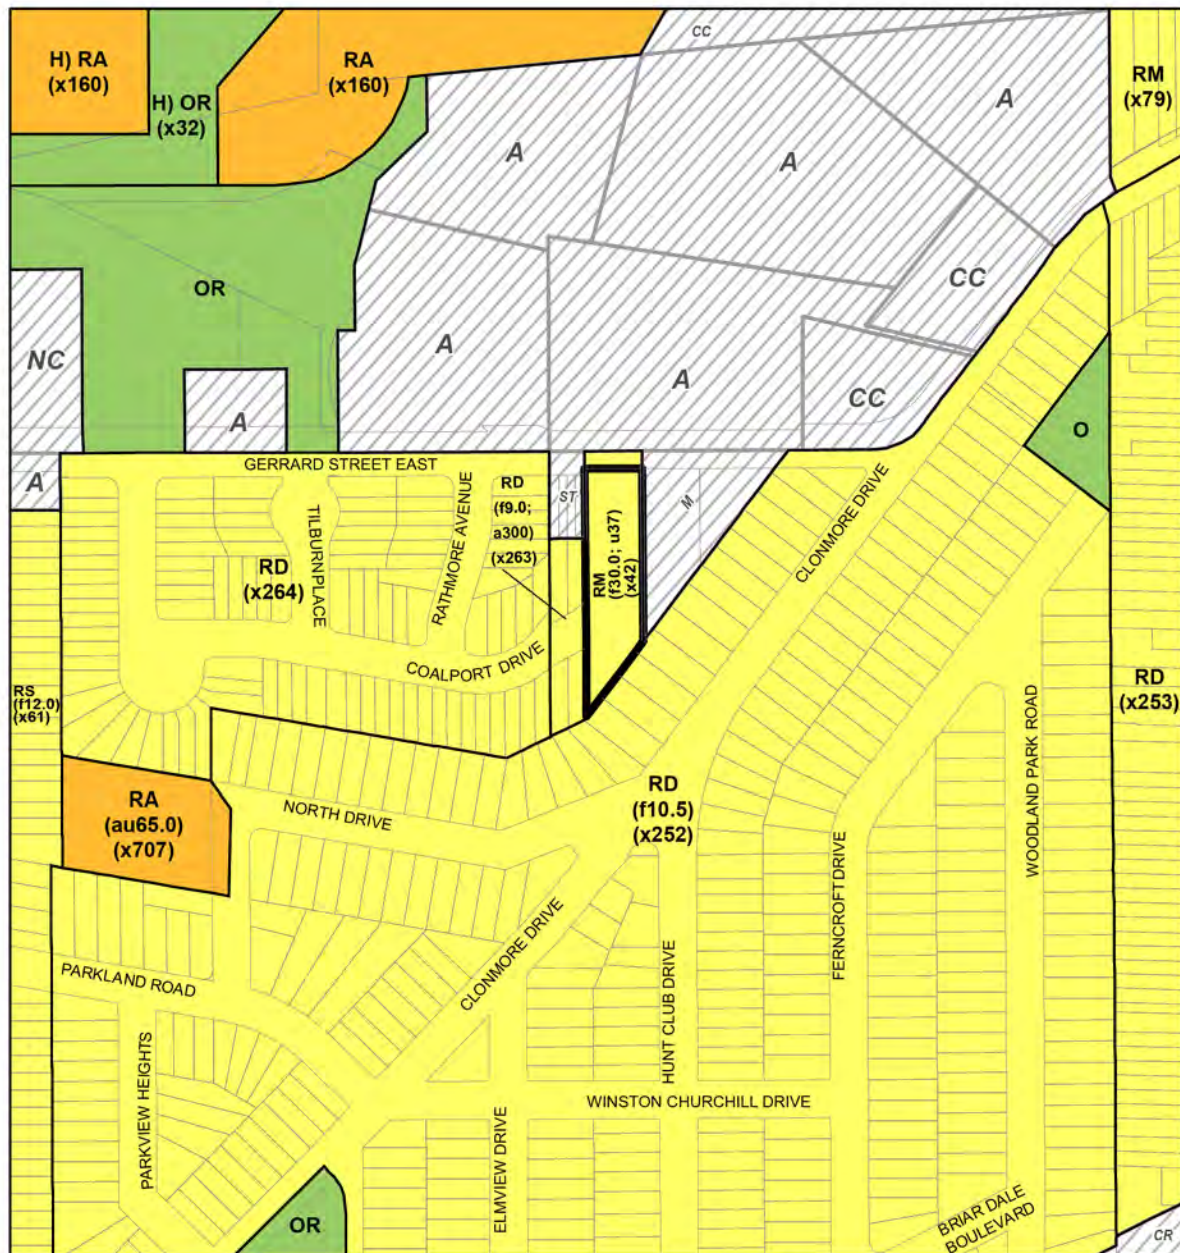 CC
H) RA
(x160)
RA
(x160)
RM
(x79)
H) OR
(x32)
A
A
A
OR
CC
NC
A
A
CC
A
O
A
GERRARD STREET EAST
RD
(f9.0;
a300)
(x263)
ST
M
RM
(f30.0; u37)
(x42)
TILBURN PLACE
RATHMORE AVENUE
RD
(x264)
CLONMORE DRIVE
COALPORT DRIVE
RS
(f12.0)
(x61)
RD
(x253)
WOODLAND PARK ROAD
RA
(au65.0)
(x707)
NORTH DRIVE
RD
(f10.5)
(x252)
FERNCROFT DRIVE
CLONMORE DRIVE
PARKLAND ROAD
HUNT CLUB DRIVE
PARKVIEW HEIGHTS
WINSTON CHURCHILL DRIVE
ELMVIEW DRIVE
OR
BRIAR DALE
BOULEVARD
CR